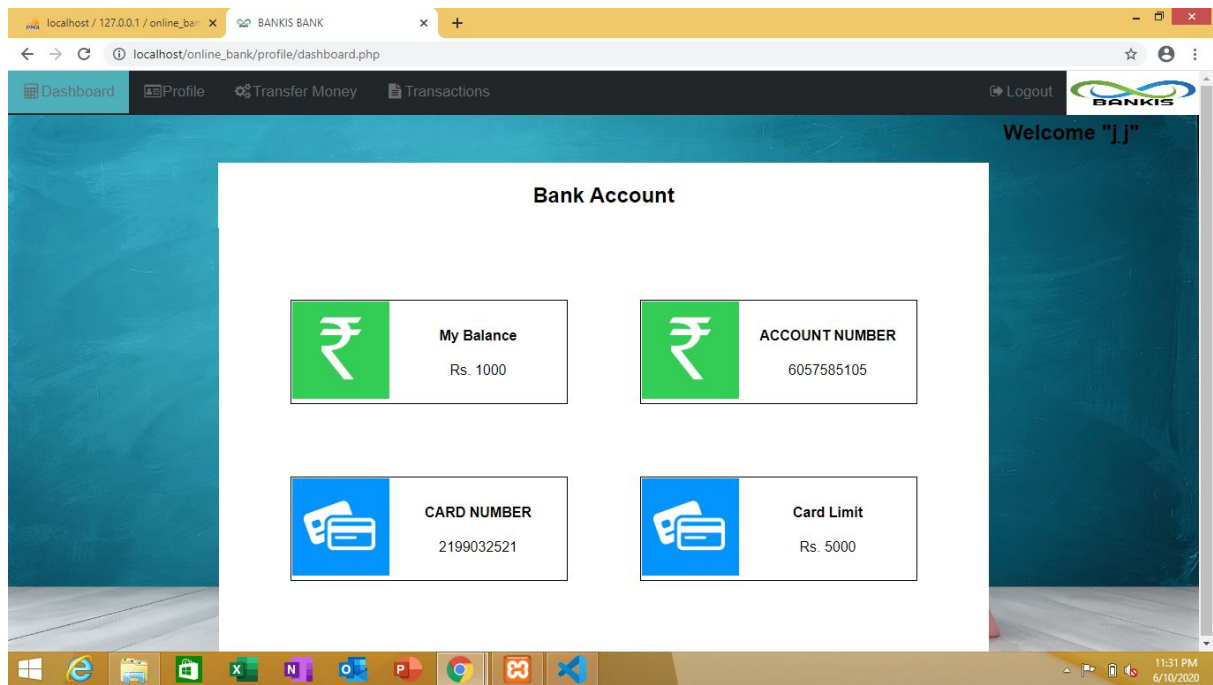 localhost / 127.0.0.1 / online_ban
BANKIS BANK
localhost/online_bank/profile/dashboard.php
Dashboard Profile Transfer Money Transactions Logout BANKIS
Welcome "j j"
Bank Account
My Balance
Rs. 1000
ACCOUNT NUMBER
6057585105
CARD NUMBER
2199032521
Card Limit
Rs. 5000
11:31 PM
6/10/2020